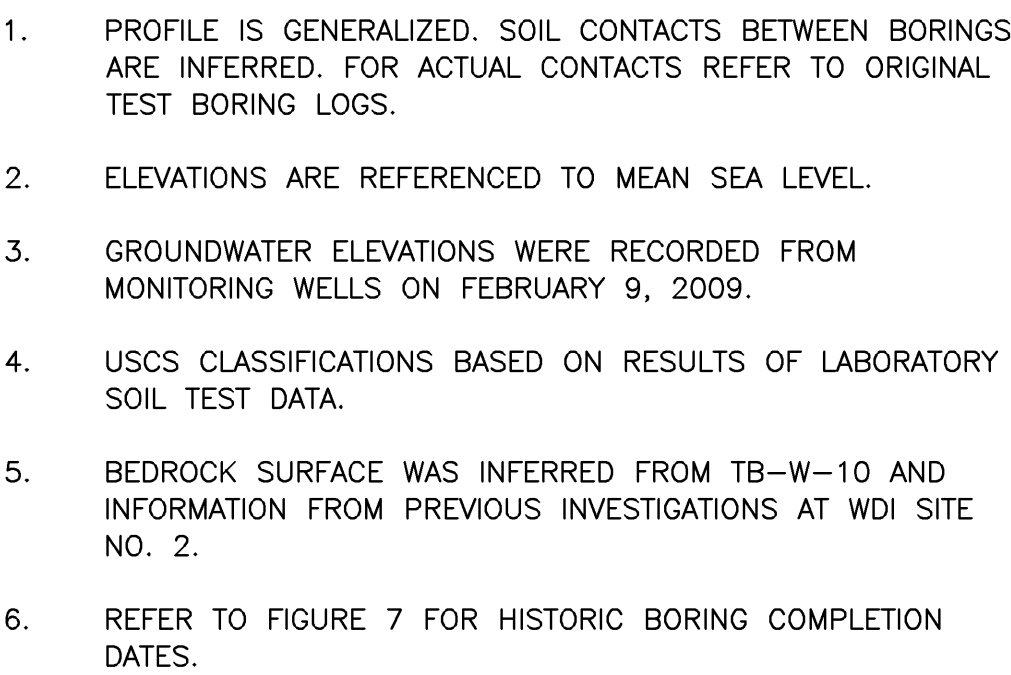 1. PROFILE IS GENERALIZED. SOIL CONTACTS BETWEEN BORINGS
ARE INFERRED. FOR ACTUAL CONTACTS REFER TO ORIGINAL
TEST BORING LOGS.
2. ELEVATIONS ARE REFERENCED TO MEAN SEA LEVEL.
3. GROUNDWATER ELEVATIONS WERE RECORDED FROM
MONITORING WELLS ON FEBRUARY 9, 2009.
4. USCS CLASSIFICATIONS BASED ON RESULTS OF LABORATORY
SOIL TEST DATA.
5. BEDROCK SURFACE WAS INFERRED FROM TB-W-10 AND
INFORMATION FROM PREVIOUS INVESTIGATIONS AT WDI SITE
NO. 2.
6. REFER TO FIGURE 7 FOR HISTORIC BORING COMPLETION
DATES.